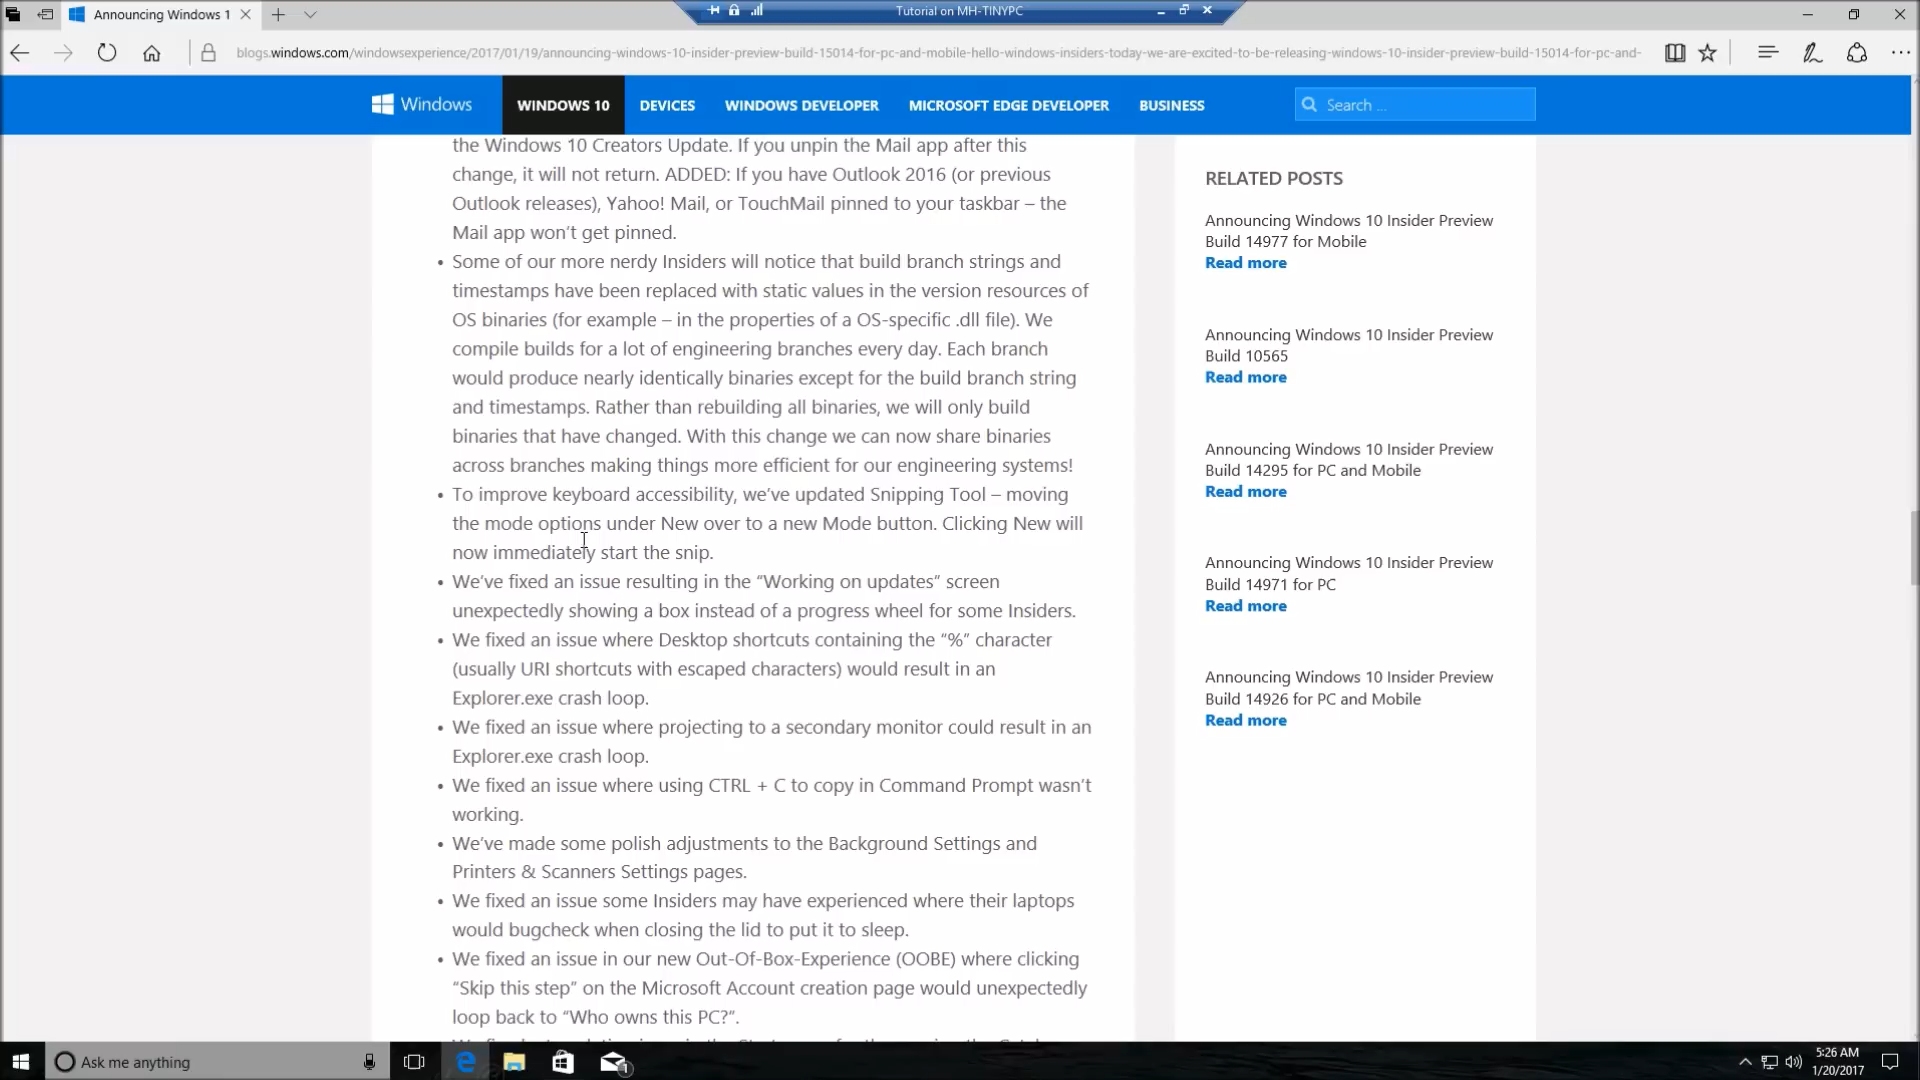 Announcing Windows 1
Tutorial on MH-TINYPC
blogs.windows.com/windowsexperience/2017/01/19/announcing-windows-10-insider-preview-build-15014-for-pc-and-mobile-hello-windows-insiders-today-we-are-excited-to-be-releasing-windows-10-insider-preview-build-15014-for-pc-and-
Windows
WINDOWS 10
DEVICES
WINDOWS DEVELOPER
MICROSOFT EDGE DEVELOPER
BUSINESS
Search ...
the Windows 10 Creators Update. If you unpin the Mail app after this
change, it will not return. ADDED: If you have Outlook 2016 (or previous
Outlook releases), Yahoo! Mail, or TouchMail pinned to your taskbar – the
Mail app won’t get pinned.
• Some of our more nerdy Insiders will notice that build branch strings and
timestamps have been replaced with static values in the version resources of
OS binaries (for example – in the properties of a OS-specific .dll file). We
compile builds for a lot of engineering branches every day. Each branch
would produce nearly identically binaries except for the build branch string
and timestamps. Rather than rebuilding all binaries, we will only build
binaries that have changed. With this change we can now share binaries
across branches making things more efficient for our engineering systems!
• To improve keyboard accessibility, we’ve updated Snipping Tool – moving
the mode options under New over to a new Mode button. Clicking New will
now immediately start the snip.
• We’ve fixed an issue resulting in the “Working on updates” screen
unexpectedly showing a box instead of a progress wheel for some Insiders.
• We fixed an issue where Desktop shortcuts containing the “%” character
(usually URI shortcuts with escaped characters) would result in an
Explorer.exe crash loop.
• We fixed an issue where projecting to a secondary monitor could result in an
Explorer.exe crash loop.
• We fixed an issue where using CTRL + C to copy in Command Prompt wasn’t
working.
• We’ve made some polish adjustments to the Background Settings and
Printers & Scanners Settings pages.
• We fixed an issue some Insiders may have experienced where their laptops
would bugcheck when closing the lid to put it to sleep.
• We fixed an issue in our new Out-Of-Box-Experience (OOBE) where clicking
“Skip this step” on the Microsoft Account creation page would unexpectedly
loop back to “Who owns this PC?”.
RELATED POSTS
Announcing Windows 10 Insider Preview
Build 14977 for Mobile
Read more
Announcing Windows 10 Insider Preview
Build 10565
Read more
Announcing Windows 10 Insider Preview
Build 14295 for PC and Mobile
Read more
Announcing Windows 10 Insider Preview
Build 14971 for PC
Read more
Announcing Windows 10 Insider Preview
Build 14926 for PC and Mobile
Read more
Ask me anything
1
5:26 AM
1/20/2017